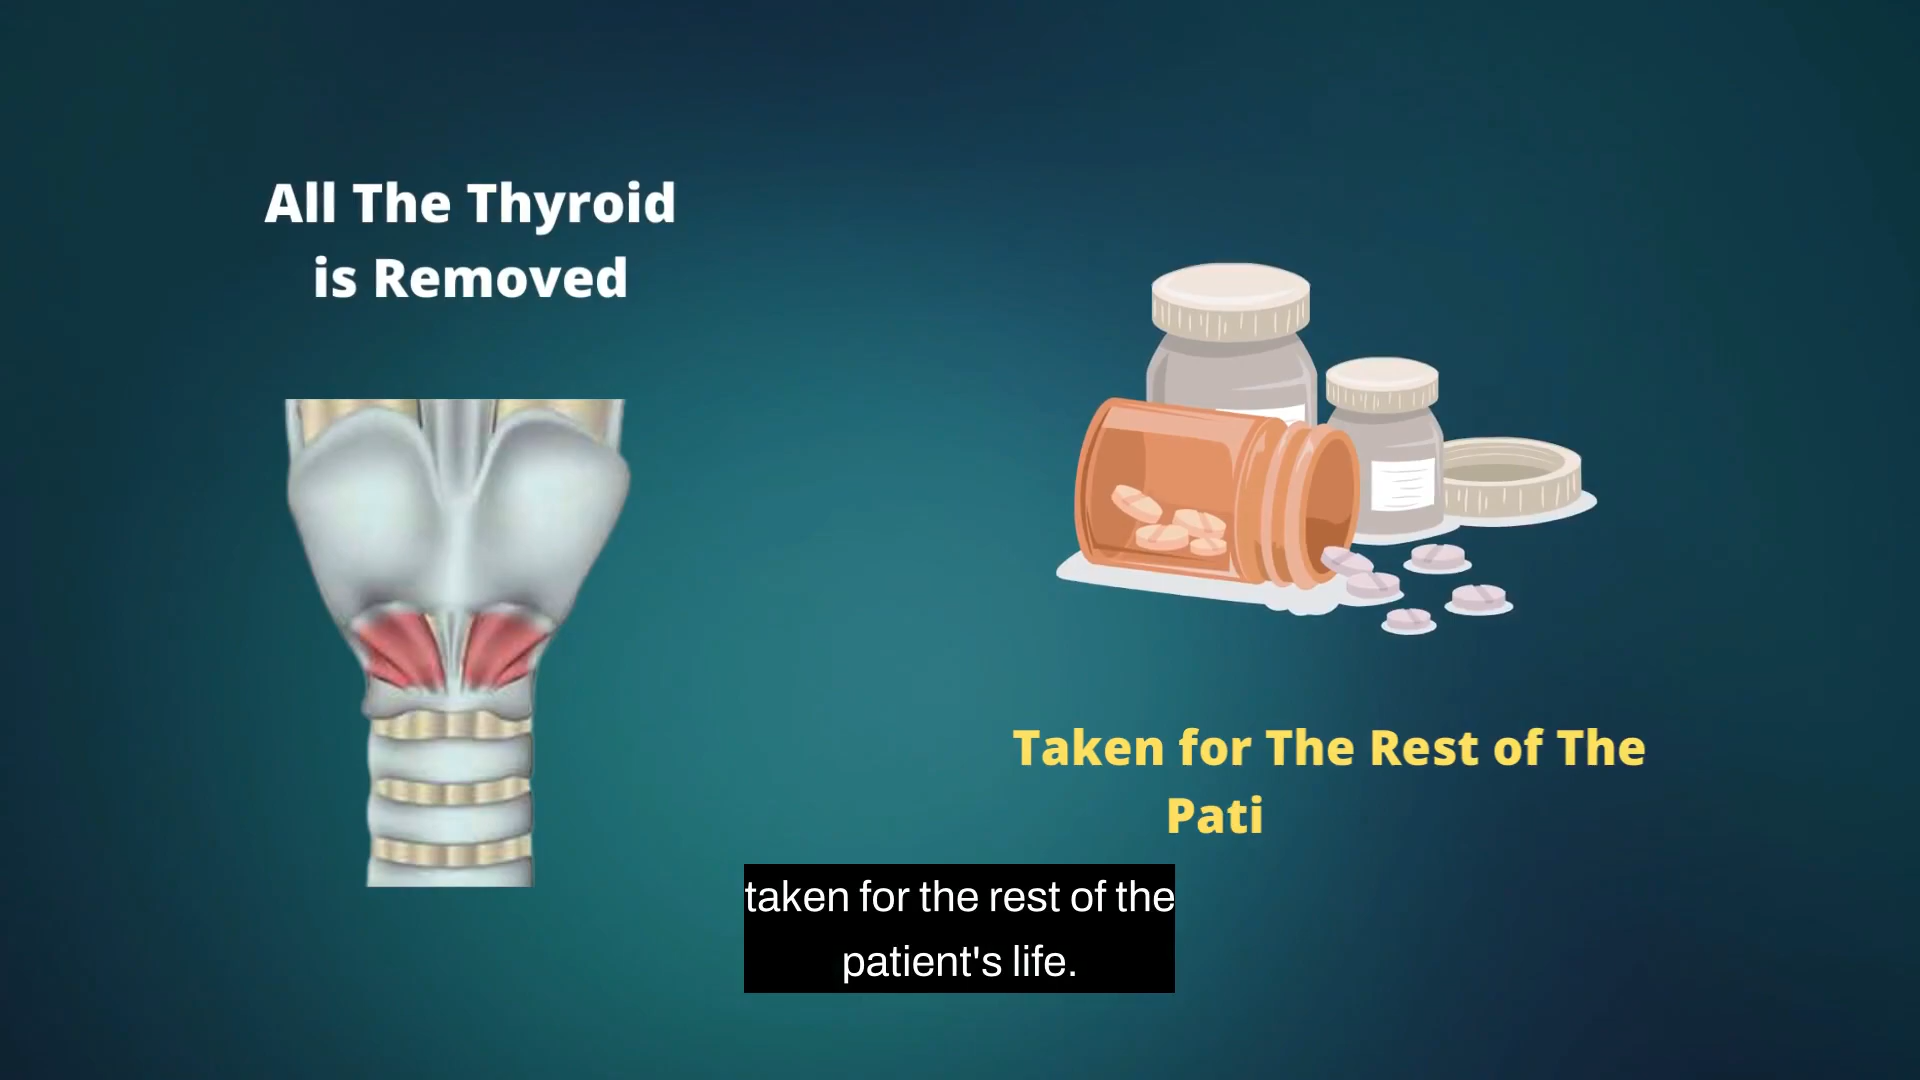 All The Thyroid
is Removed
Taken for The Rest of The
Pati
taken for the rest of the
patient's life.